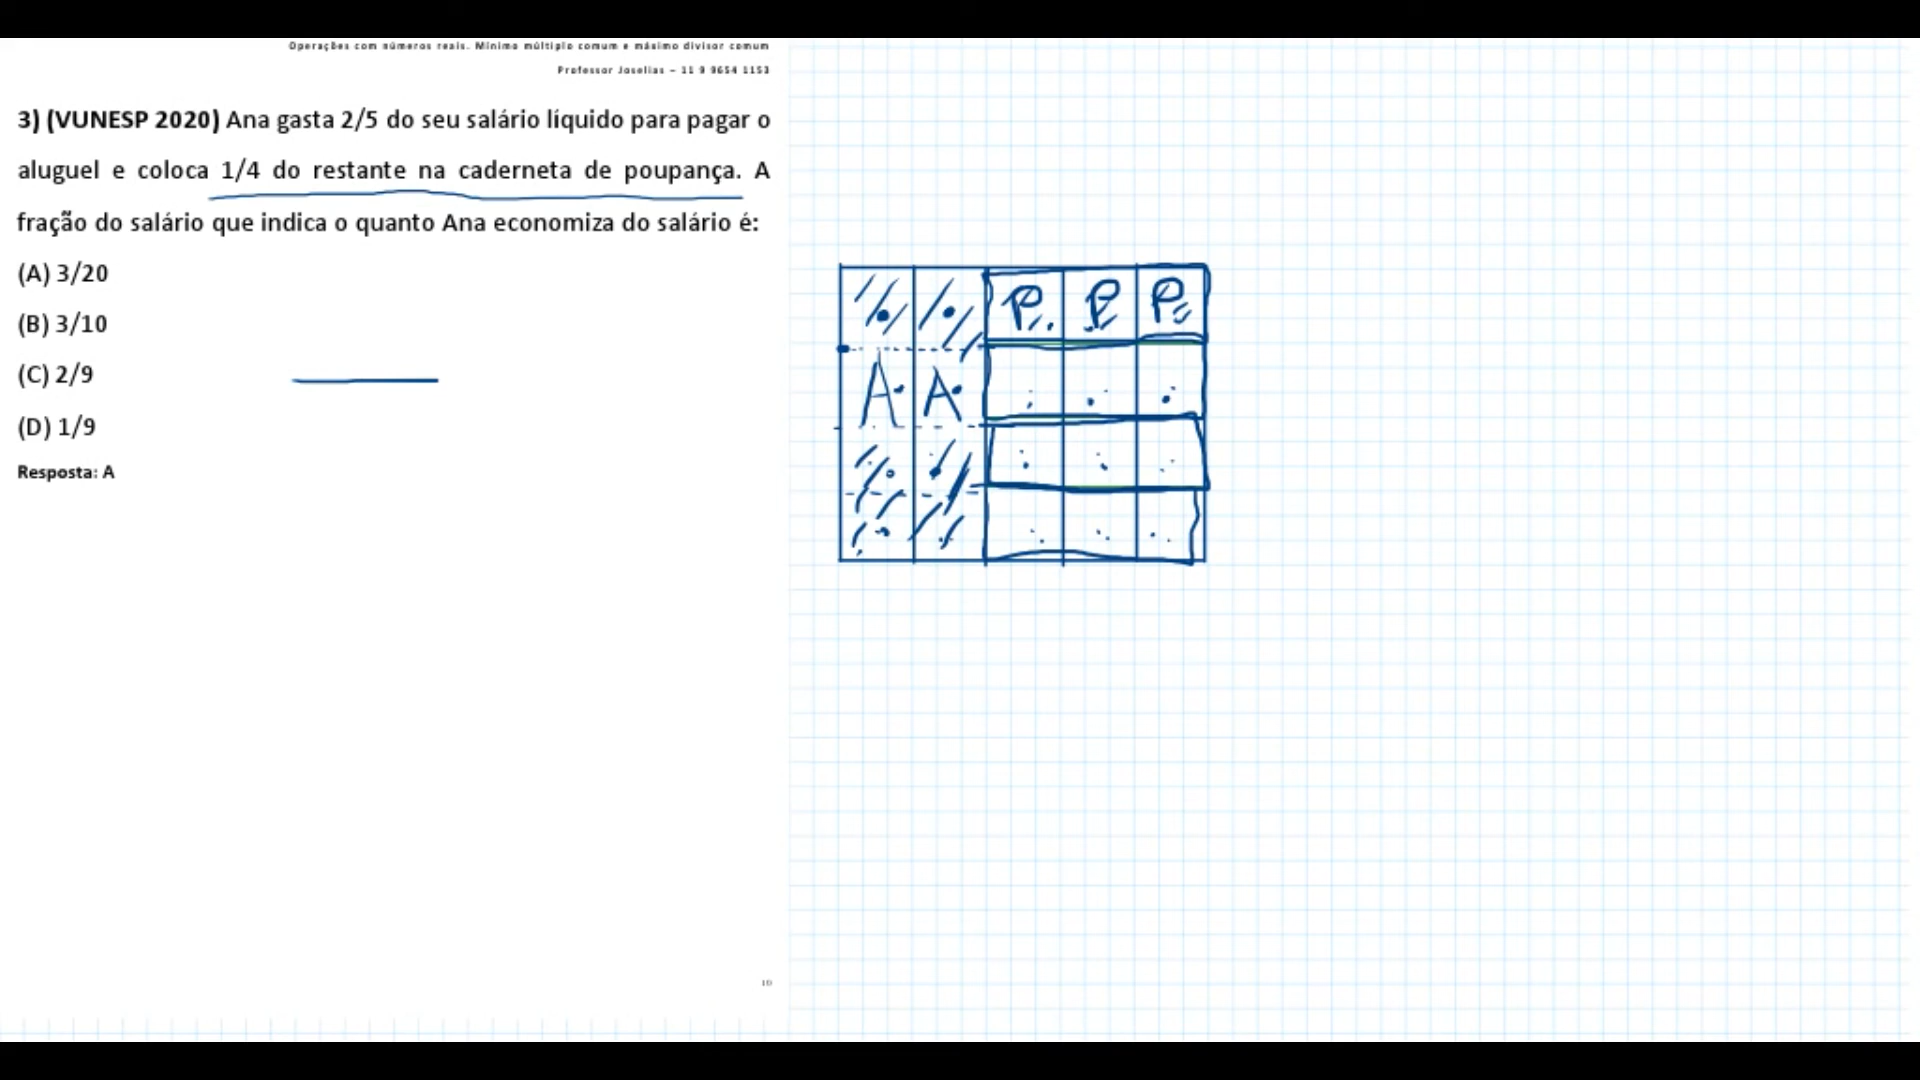 Operações com números reais. Mínimo múltiplo comum e máximo divisor comum
Professor Joselias – 11 9 9654 1153
3) (VUNESP 2020) Ana gasta 2/5 do seu salário líquido para pagar o
aluguel e coloca 1/4 do restante na caderneta de poupança. A
fração do salário que indica o quanto Ana economiza do salário é:
(A) 3/20
(B) 3/10
(C) 2/9
(D) 1/9
Resposta: A
P P P
A A
10